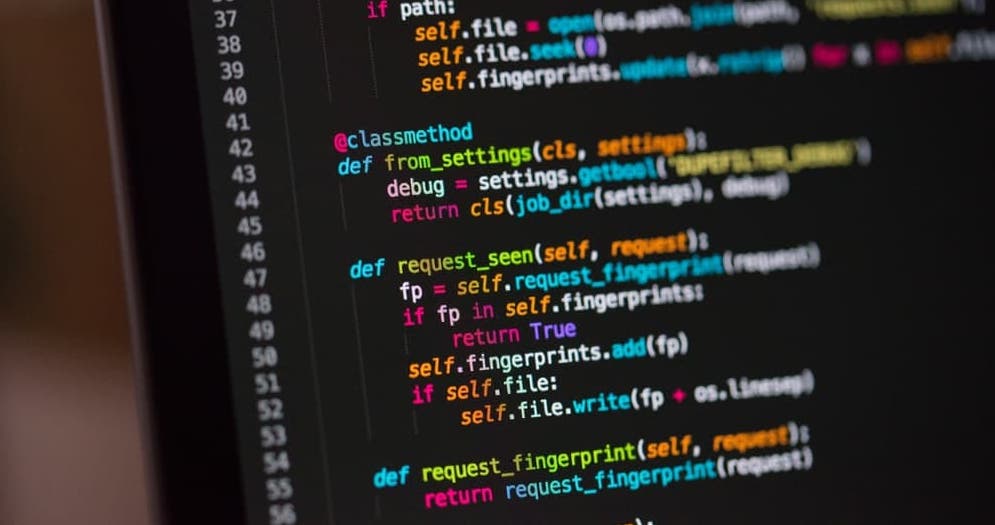 37 if path:
38 self.file = open(os.path.join(path,
39 self.file.seek(0)
40 self.fingerprints.update(x.rstrip() for x in self.file
41
42 @classmethod
43 def from_settings(cls, settings):
44 debug = settings.getbool('DUPEFILTER_DEBUG')
45 return cls(job_dir(settings), debug)
46
47 def request_seen(self, request):
48 fp = self.request_fingerprint(request)
49 if fp in self.fingerprints:
50 return True
51 self.fingerprints.add(fp)
52 if self.file:
53 self.file.write(fp + os.linesep)
54
55 def request_fingerprint(self, request):
56 return request_fingerprint(request)